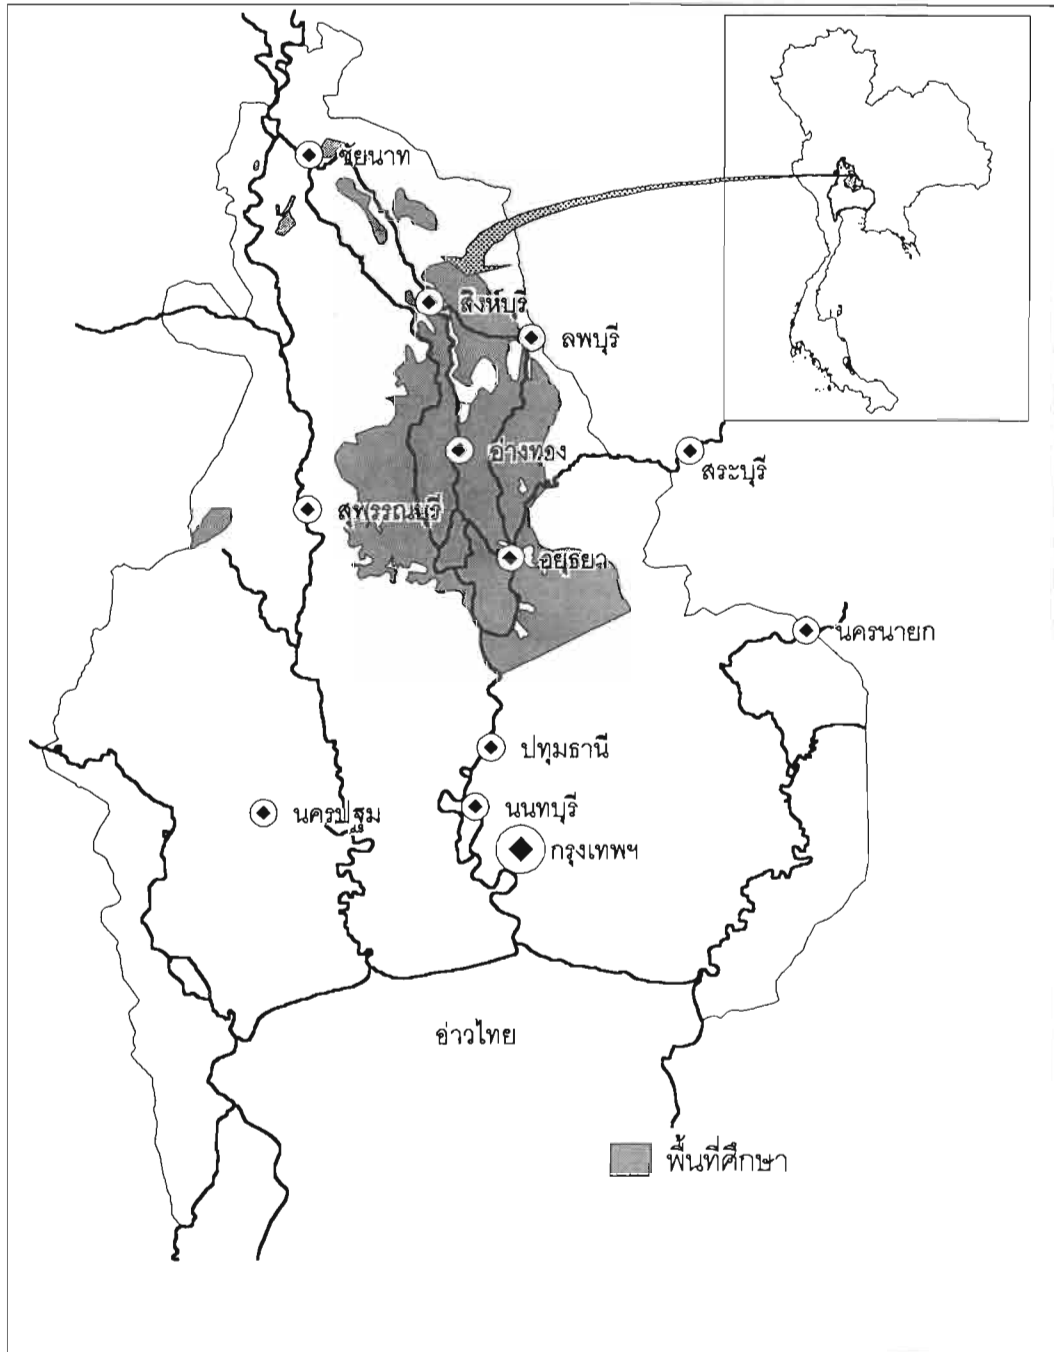 ชัยนาท
สิงห์บุรี
ลพบุรี
อ่างทอง
สระบุรี
สุพรรณบุรี
อยุธยา
นครนายก
ปทุมธานี
นครปฐม
นนทบุรี
กรุงเทพฯ
อ่าวไทย
พื้นที่ศึกษา